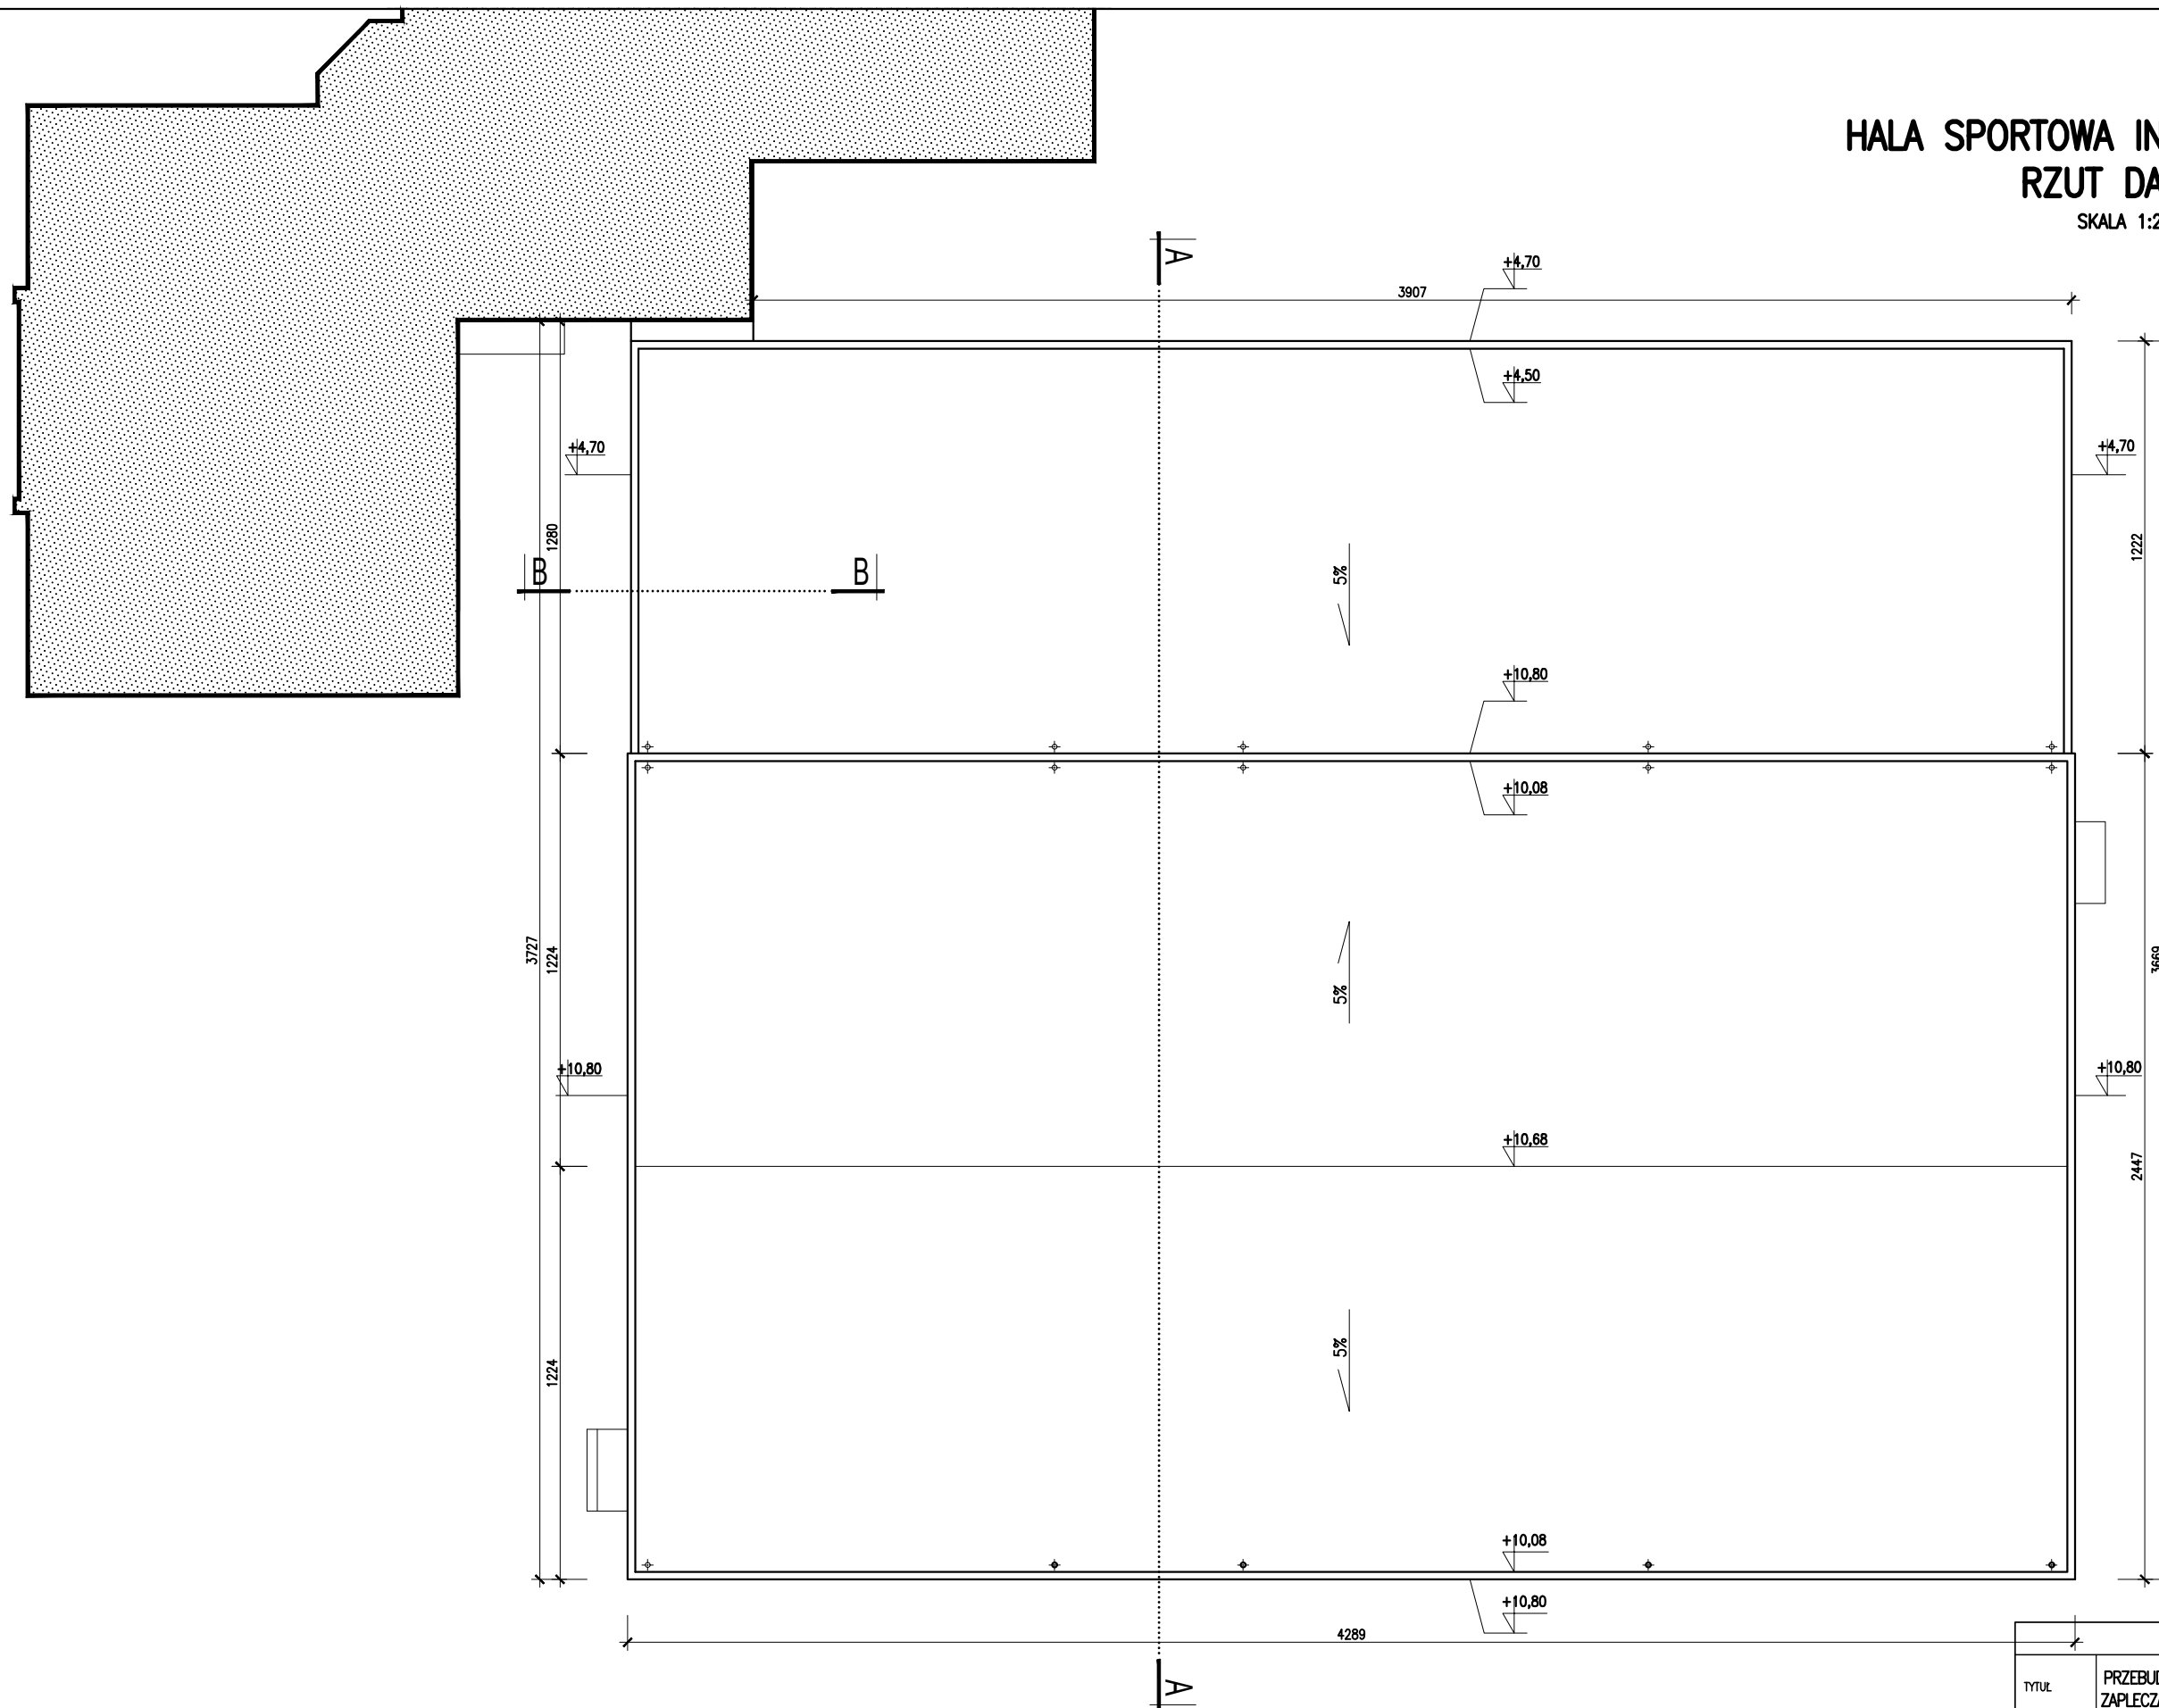 HALA SPORTOWA IN
RZUT DA
SKALA 1:2
A
+4,70
3907
+4,50
+4,70
+4,70
1280
1222
B
B
5%
+10,80
+10,08
3727
1224
3669
5%
+10,80
+10,80
+10,68
2447
1224
5%
+10,08
+10,80
4289
A
TYTUŁ
PRZEBUD
ZAPLECZA